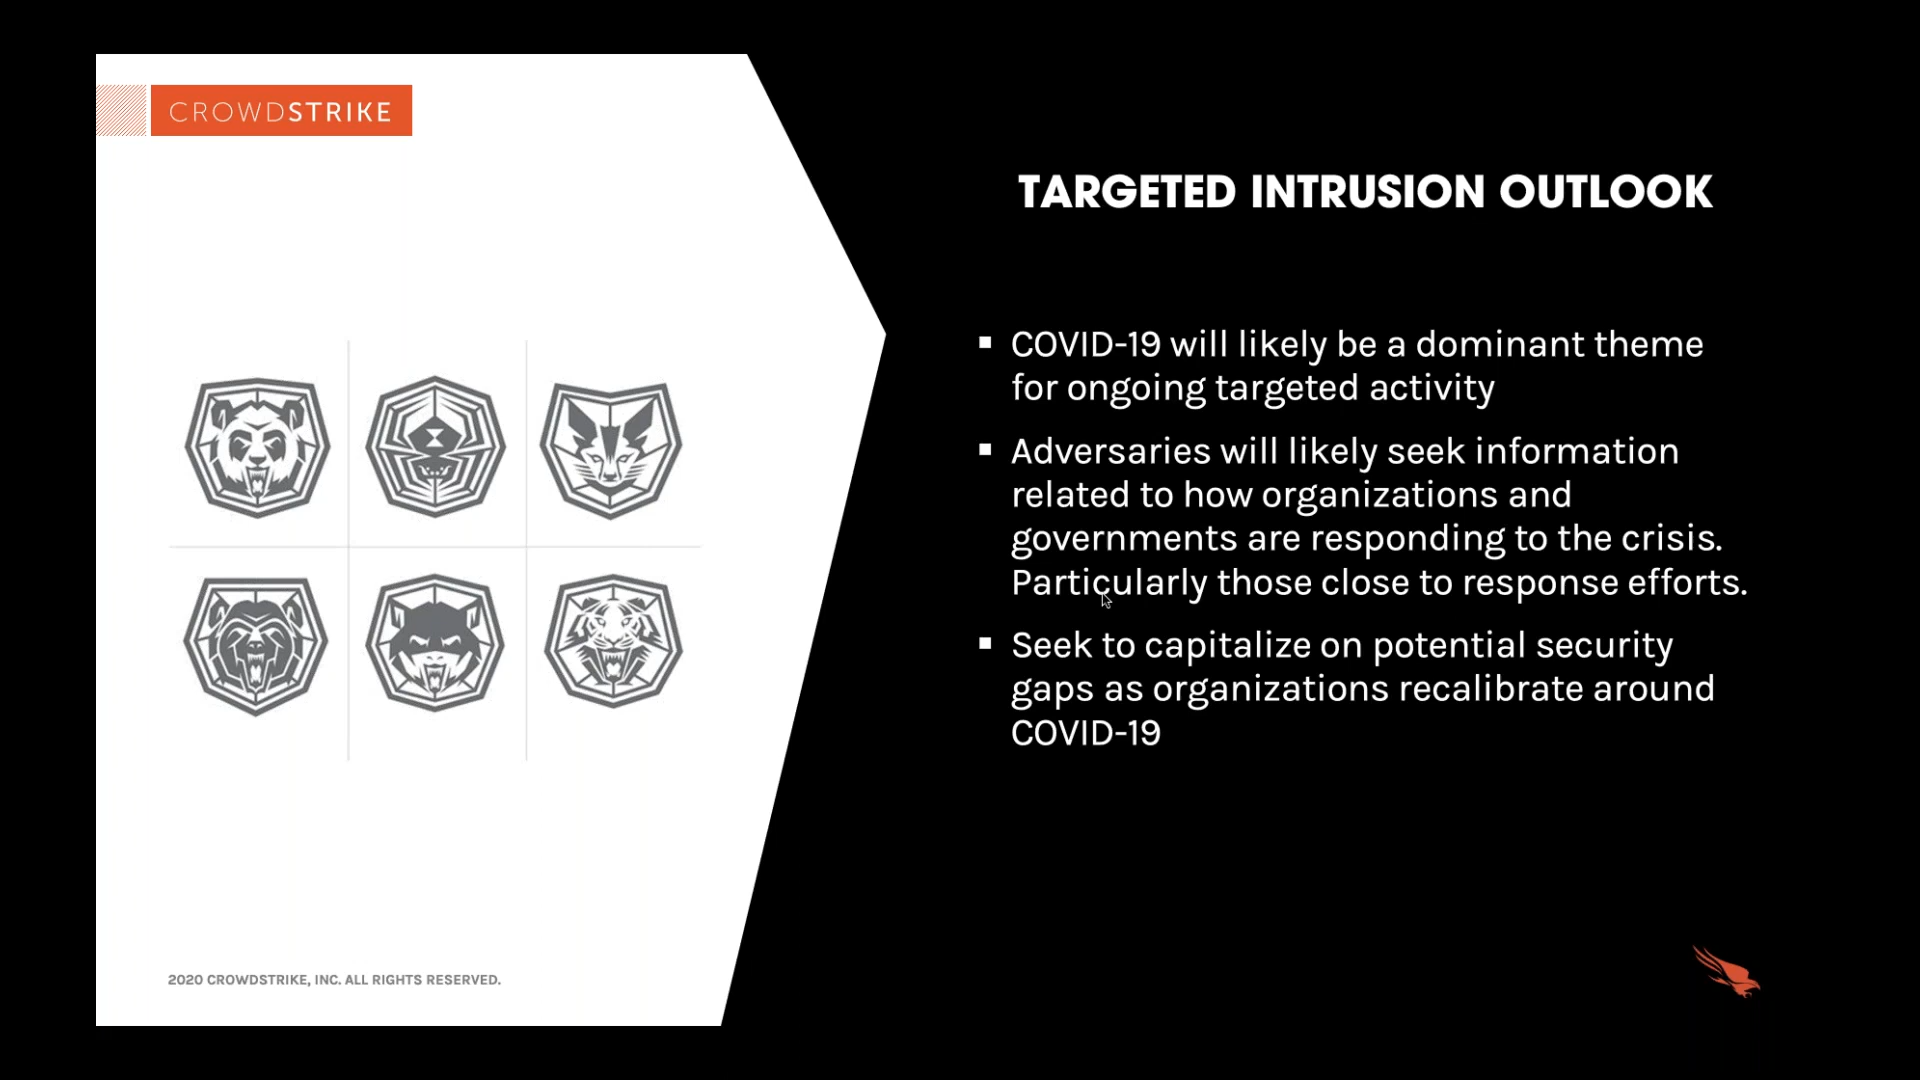 CROWDSTRIKE
TARGETED INTRUSION OUTLOOK
▪ COVID-19 will likely be a dominant theme
for ongoing targeted activity
▪ Adversaries will likely seek information
related to how organizations and
governments are responding to the crisis.
Particularly those close to response efforts.
▪ Seek to capitalize on potential security
gaps as organizations recalibrate around
COVID-19
2020 CROWDSTRIKE, INC. ALL RIGHTS RESERVED.